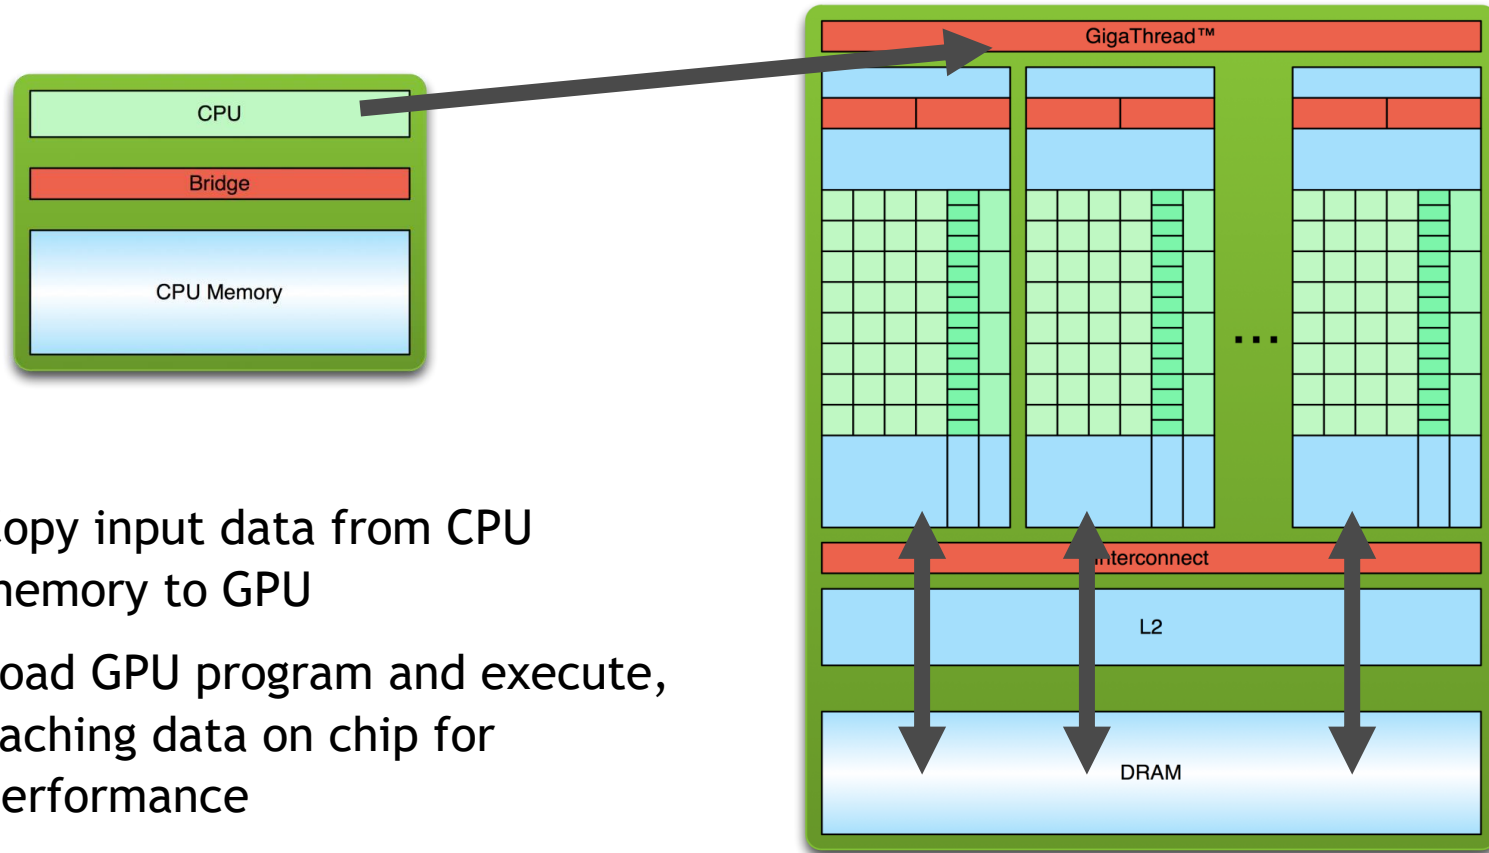 GigaThread™
CPU
Bridge
CPU Memory
opy input data from CPU
emory to GPU
oad GPU program and execute,
aching data on chip for
erformance
Interconnect
L2
DRAM
...